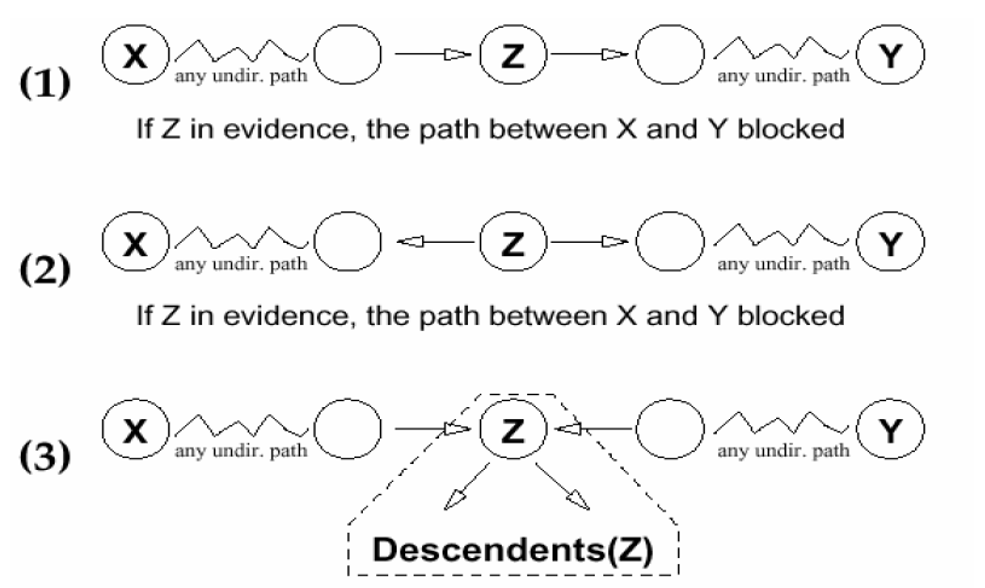 X Z Y
(1) any undir. path any undir. path
If Z in evidence, the path between X and Y blocked
X Z Y
(2) any undir. path any undir. path
If Z in evidence, the path between X and Y blocked
X Z Y
(3) any undir. path any undir. path
Descendents(Z)